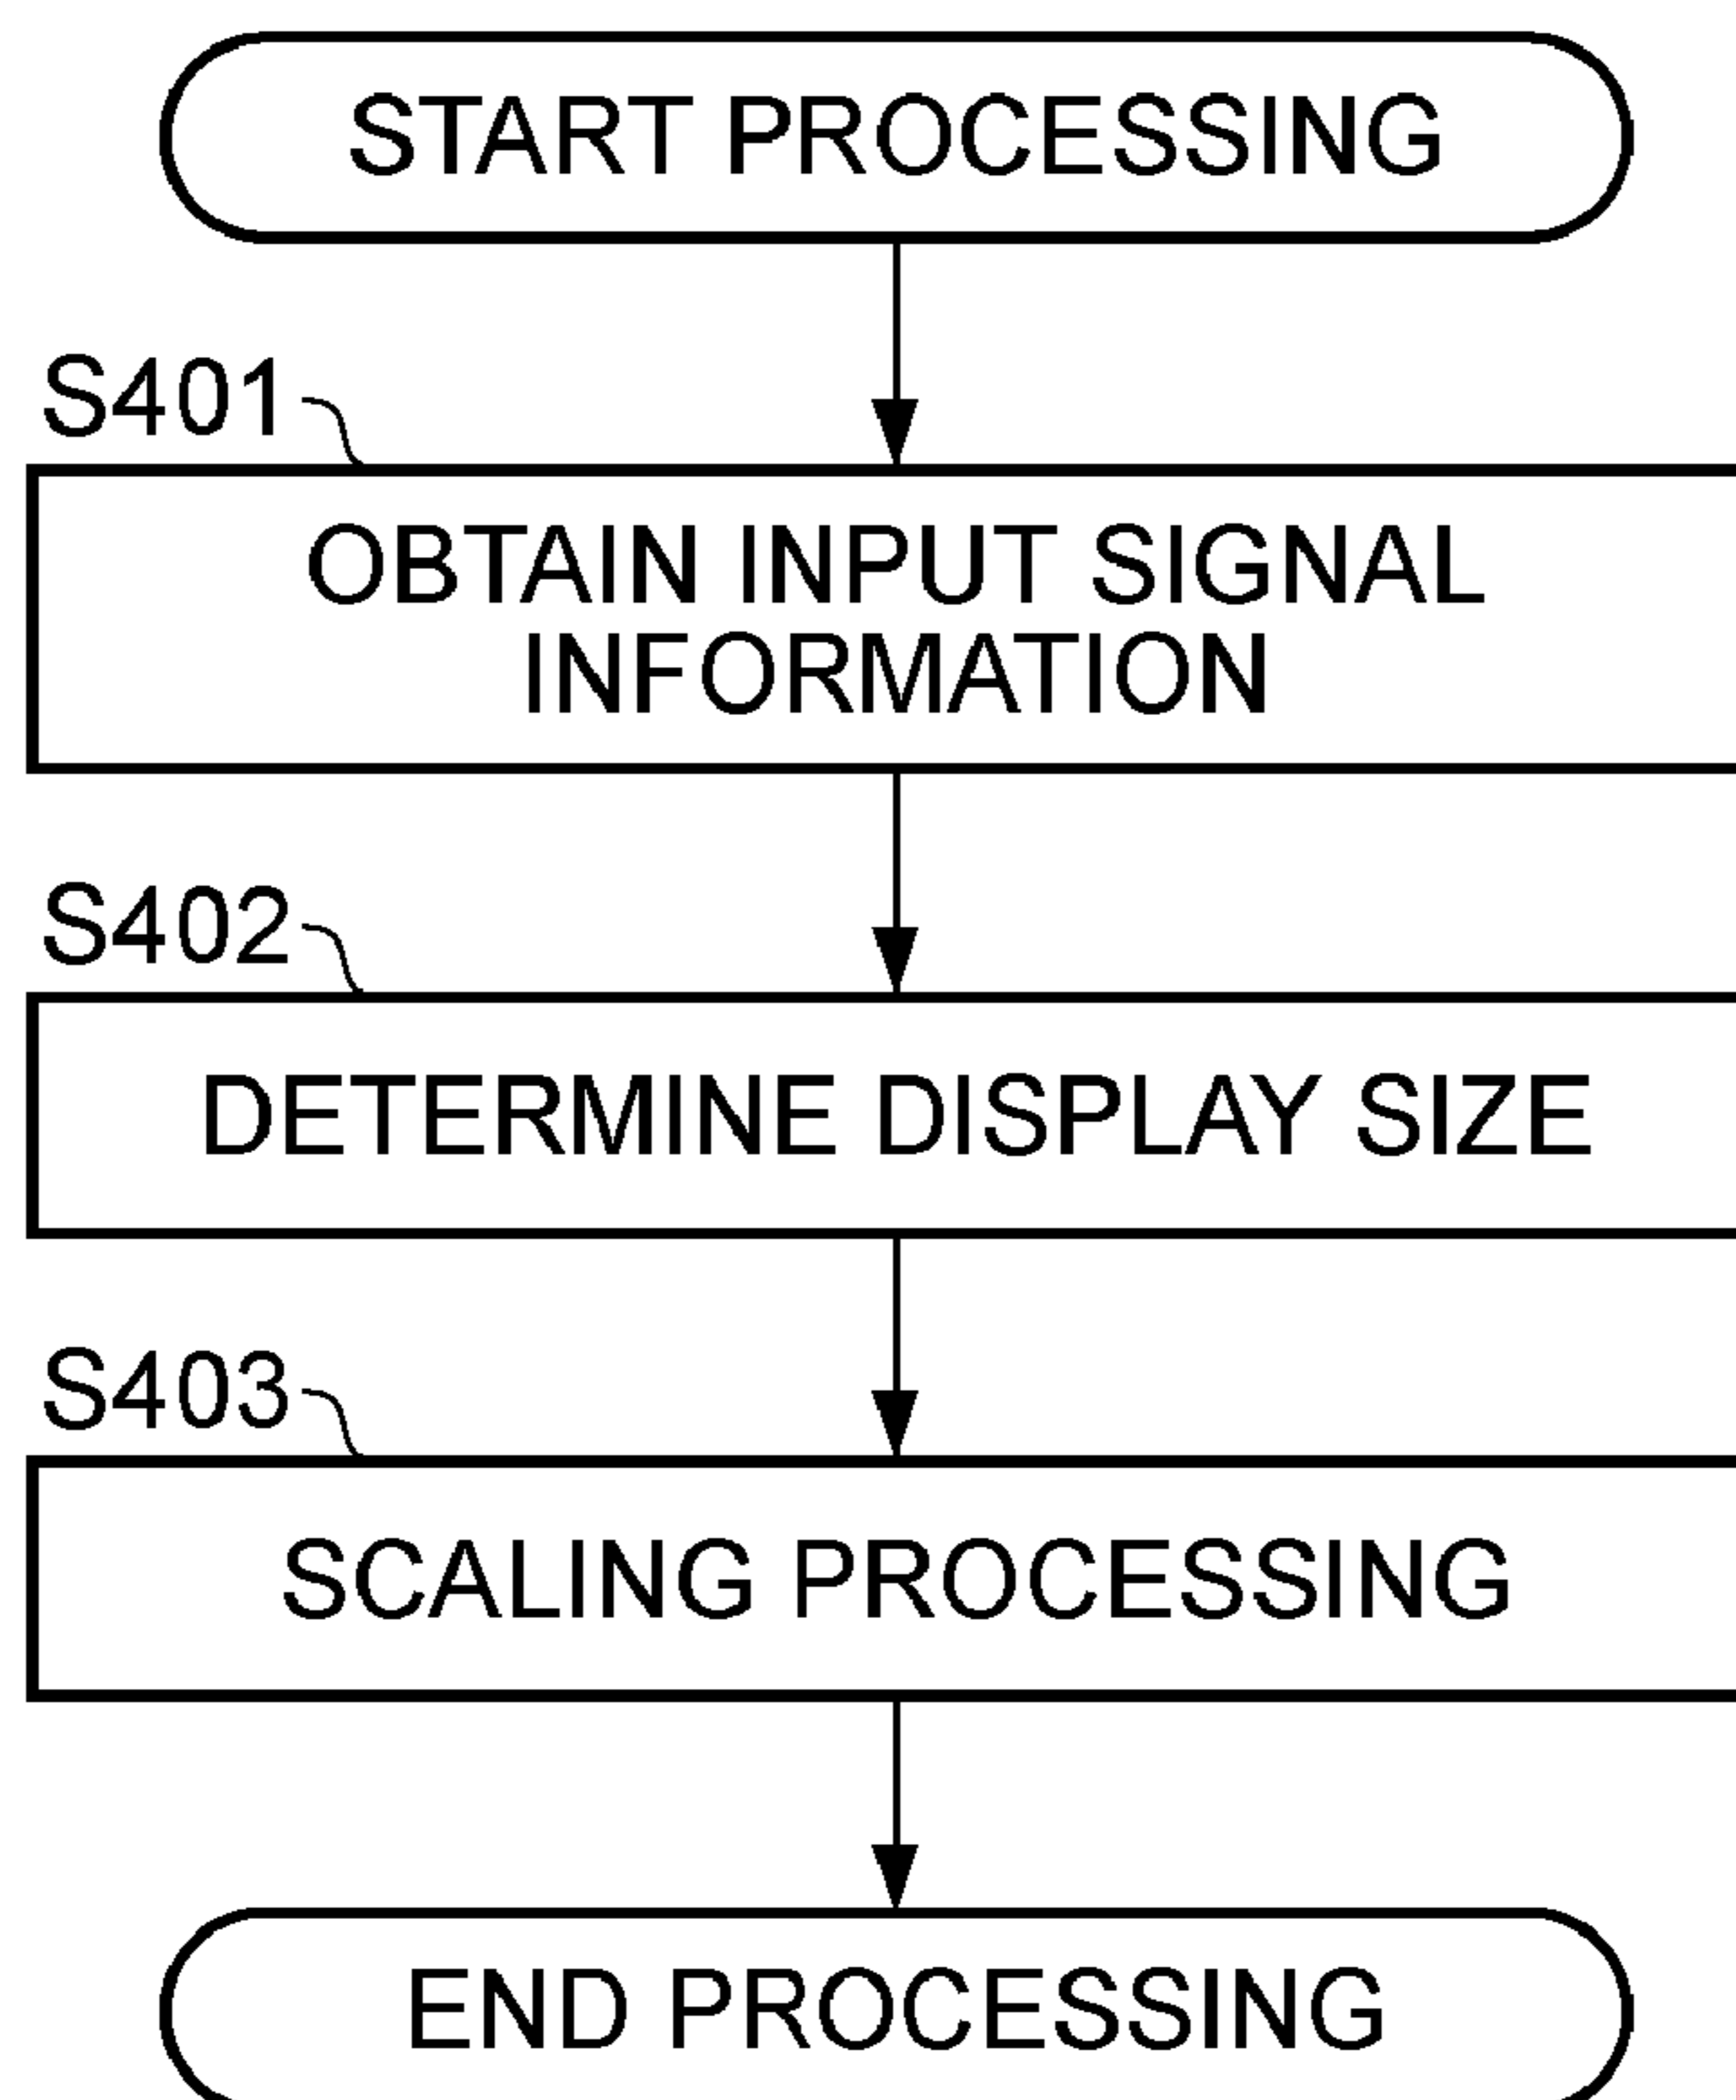 START PROCESSING
S401
OBTAIN INPUT SIGNAL
INFORMATION
S402
DETERMINE DISPLAY SIZE
S403
SCALING PROCESSING
END PROCESSING